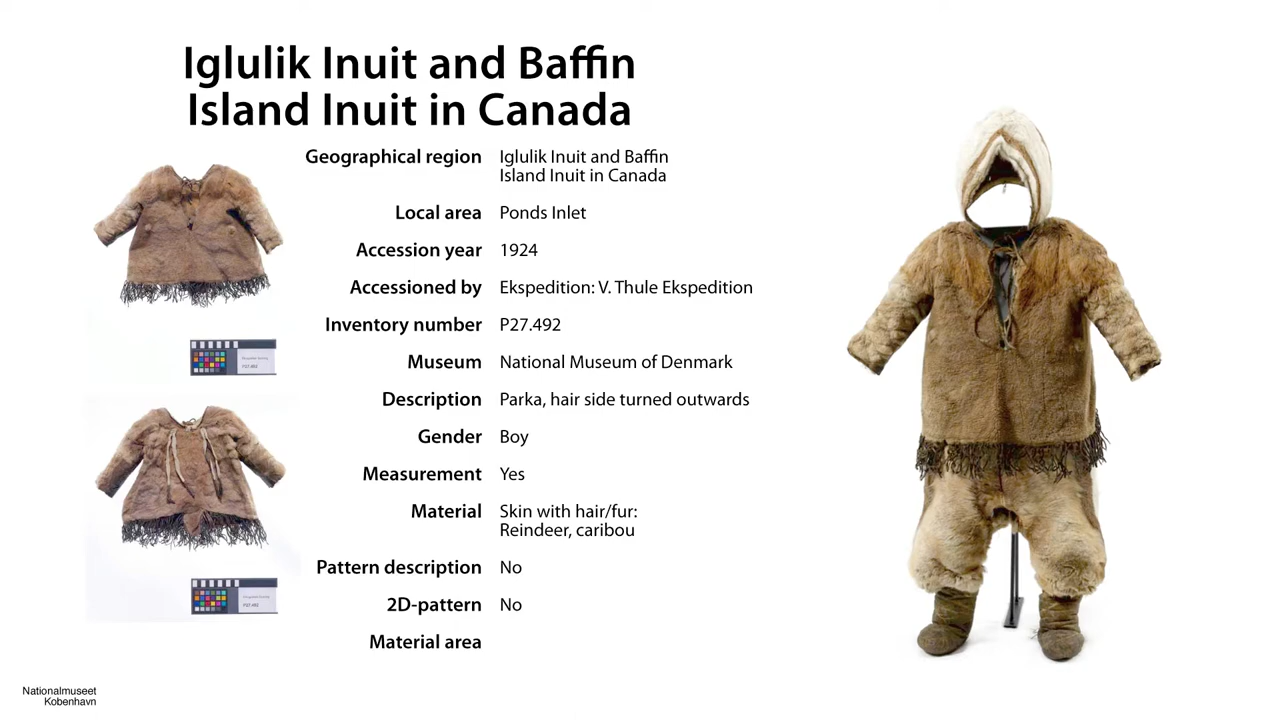 Iglulik Inuit and Baffin
Island Inuit in Canada
Geographical region Iglulik Inuit and Baffin
Island Inuit in Canada
Local area Ponds Inlet
Accession year 1924
Accessioned by Ekspedition: V. Thule Ekspedition
Inventory number P27.492
Museum National Museum of Denmark
Description Parka, hair side turned outwards
Gender Boy
Measurement Yes
Material Skin with hair/fur:
Reindeer, caribou
Pattern description No
2D-pattern No
Material area
Nationalmuseet
Kobenhavn